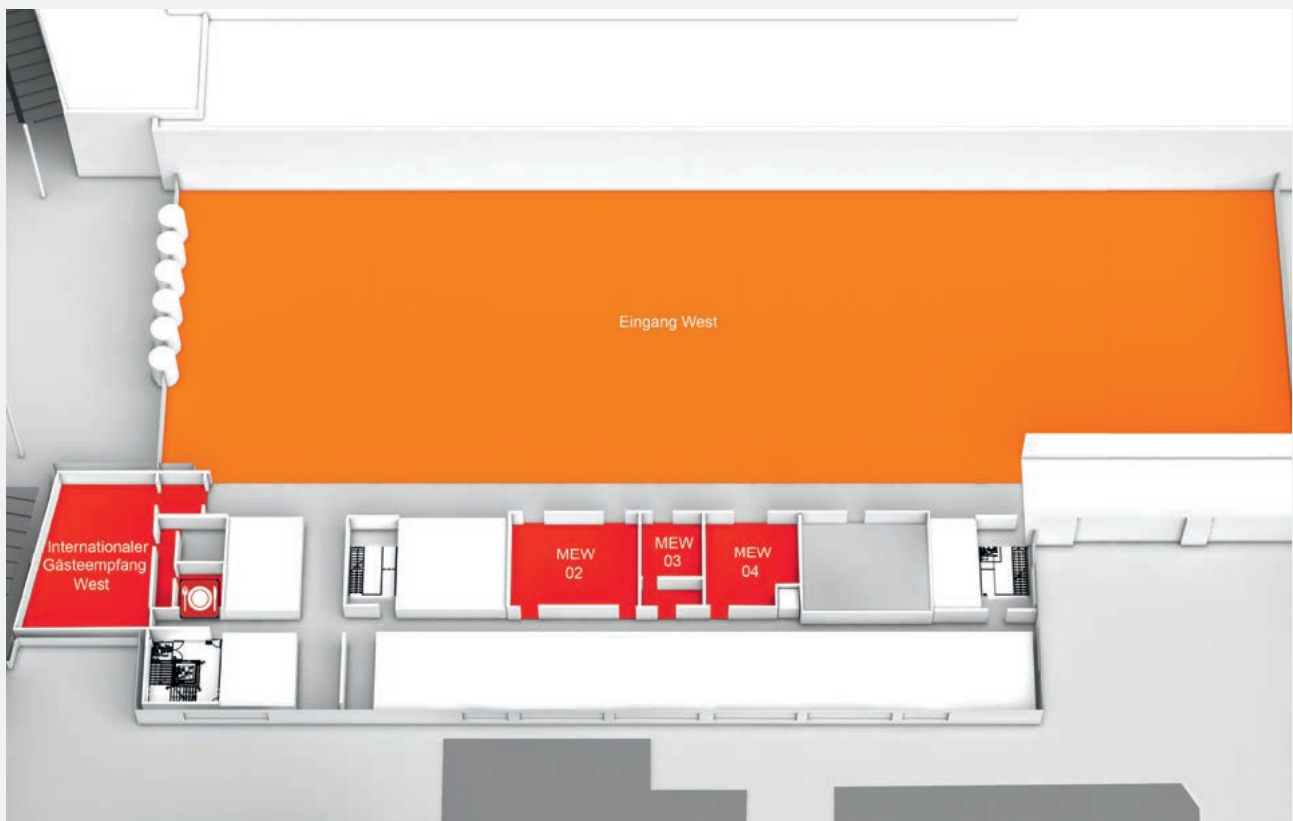 Eingang West
Internationaler
Gästeempfang
West
MEW
02
MEW
03
MEW
04